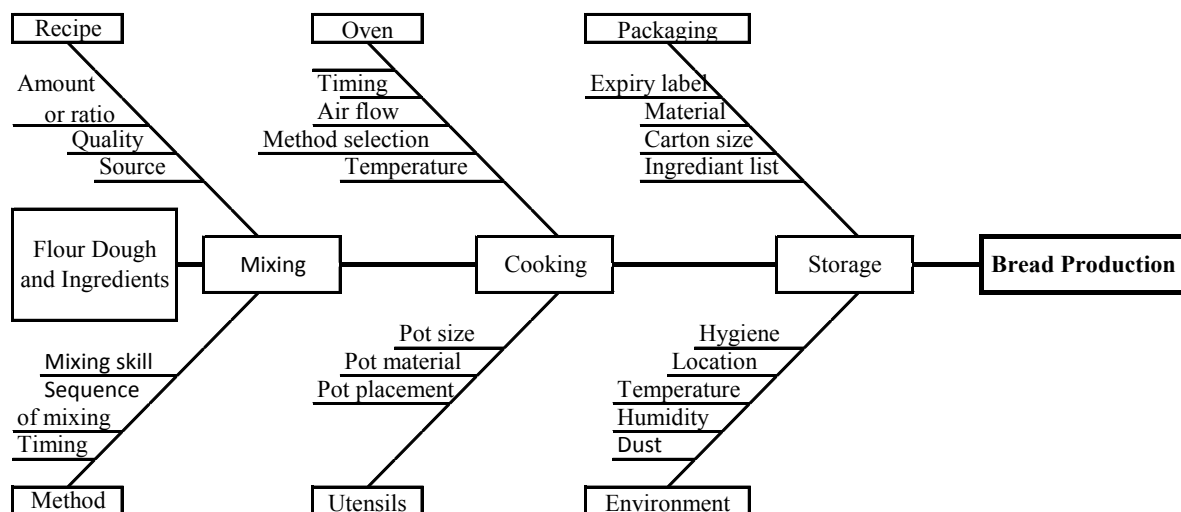 Recipe
Oven
Packaging
Amount
or ratio
Quality
Source
Timing
Air flow
Method selection
Temperature
Expiry label
Material
Carton size
Ingrediant list
Flour Dough
and Ingredients
Mixing
Cooking
Storage
Bread Production
Mixing skill
Sequence
of mixing
Timing
Pot size
Pot material
Pot placement
Hygiene
Location
Temperature
Humidity
Dust
Method
Utensils
Environment